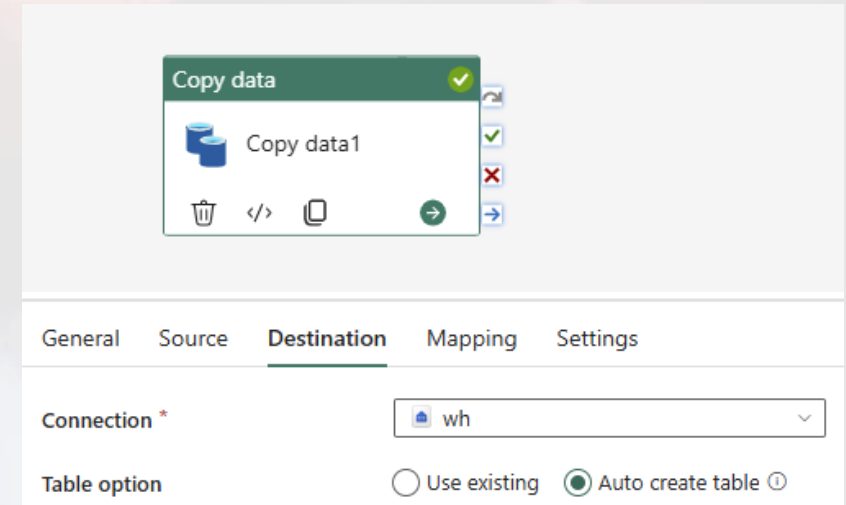 Copy data
Copy data1
</>
General Source Destination Mapping Settings
Connection * wh
Table option Use existing Auto create table